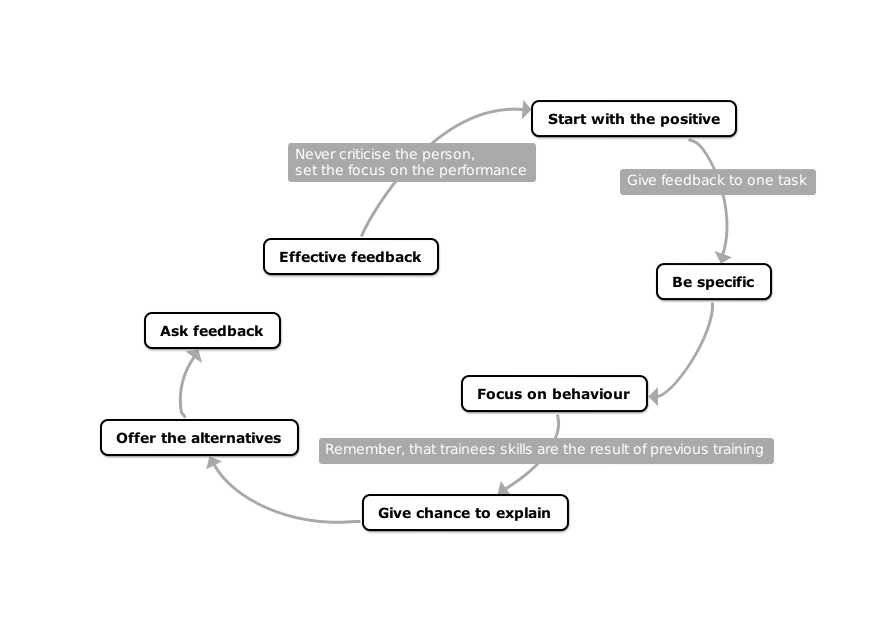 Start with the positive
Never criticise the person,
set the focus on the performance
Give feedback to one task
Effective feedback
Be specific
Ask feedback
Focus on behaviour
Offer the alternatives
Remember, that trainees skills are the result of previous training
Give chance to explain